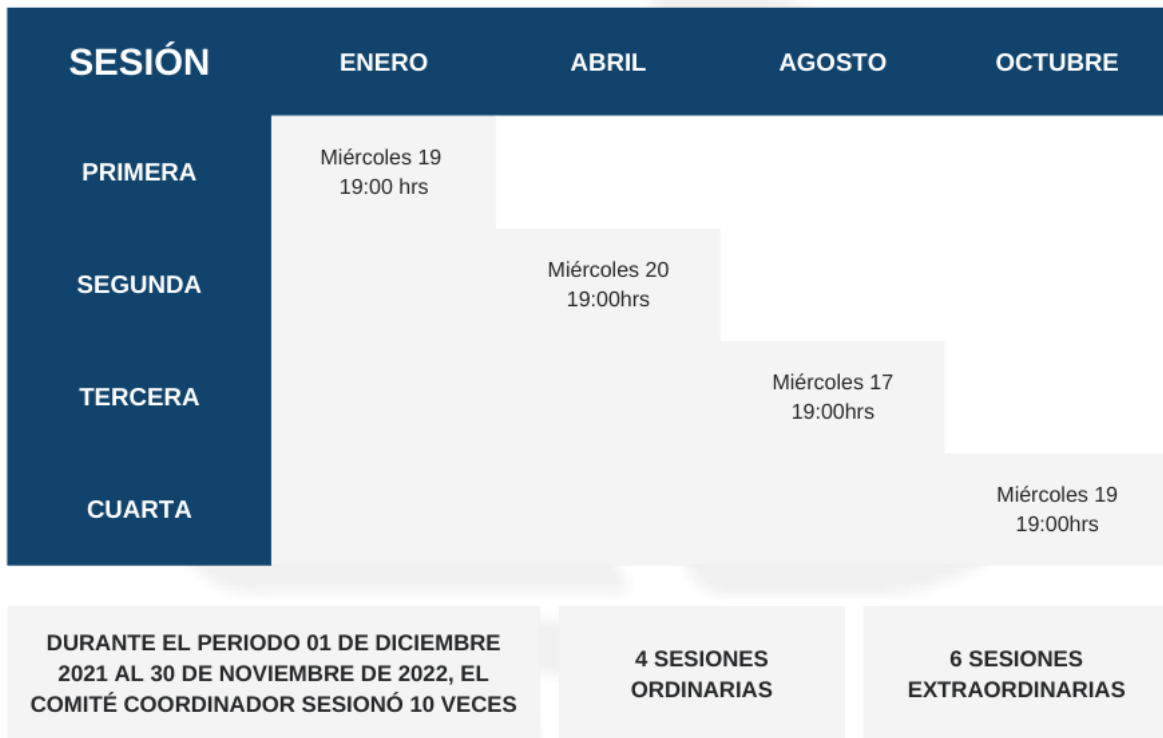 SESIÓN ENERO ABRIL AGOSTO OCTUBRE
PRIMERA
Miércoles 19
19:00 hrs
SEGUNDA
Miércoles 20
19:00hrs
TERCERA
Miércoles 17
19:00hrs
CUARTA
Miércoles 19
19:00hrs
DURANTE EL PERIODO 01 DE DICIEMBRE
2021 AL 30 DE NOVIEMBRE DE 2022, EL
COMITÉ COORDINADOR SESIONÓ 10 VECES
4 SESIONES
ORDINARIAS
6 SESIONES
EXTRAORDINARIAS